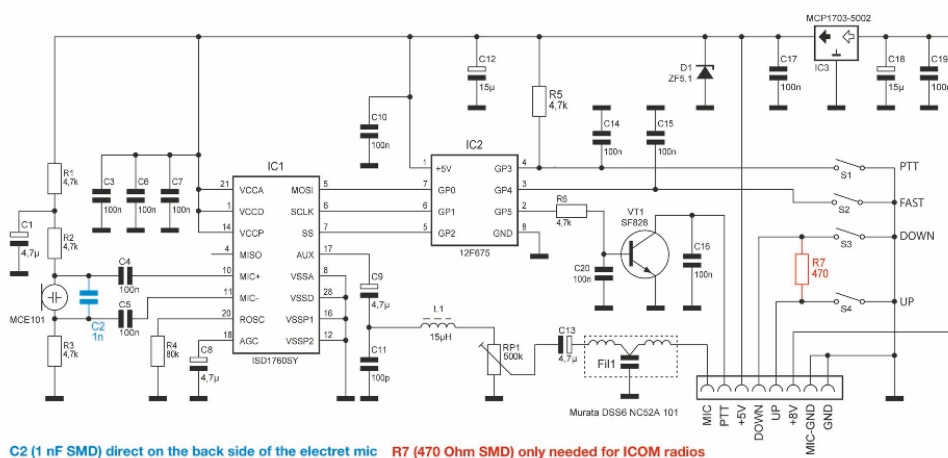 MCP1703-5002
IC3
D1
ZF5,1
C17
100n
C18
15µ
C19
100n
C12
15µ
R5
4,7k
C10
100n
C14
100n
C15
100n
IC1
IC2
R1
4,7k
C3
100n
C6
100n
C7
100n
C1
4,7µ
R2
4,7k
21
VCCA
1
VCCD
14
VCCP
4
MISO
10
MIC+
11
MIC-
20
ROSC
18
AGC
MOSI
5
SCLK
6
SS
7
AUX
17
VSSA
8
VSSD
28
VSSP1
16
VSSP2
12
ISD1760SY
1
+5V
7
GP0
6
GP1
5
GP2
GP3
4
GP4
3
GP5
2
GND
8
12F675
S1
PTT
S2
FAST
S3
DOWN
S4
UP
R7
470
R6
4,7k
VT1
SF828
C16
100n
C20
100n
C4
100n
MCE101
C2
1n
C5
100n
R3
4,7k
R4
80k
C8
4,7µ
C9
4,7µ
C11
100p
L1
15µH
RP1
500k
C13
4,7µ
Fil1
Murata DSS6 NC52A 101
MIC
PTT
+5V
DOWN
UP
+8V
MIC-GND
GND
C2 (1 nF SMD) direct on the back side of the electret mic
R7 (470 Ohm SMD) only needed for ICOM radios